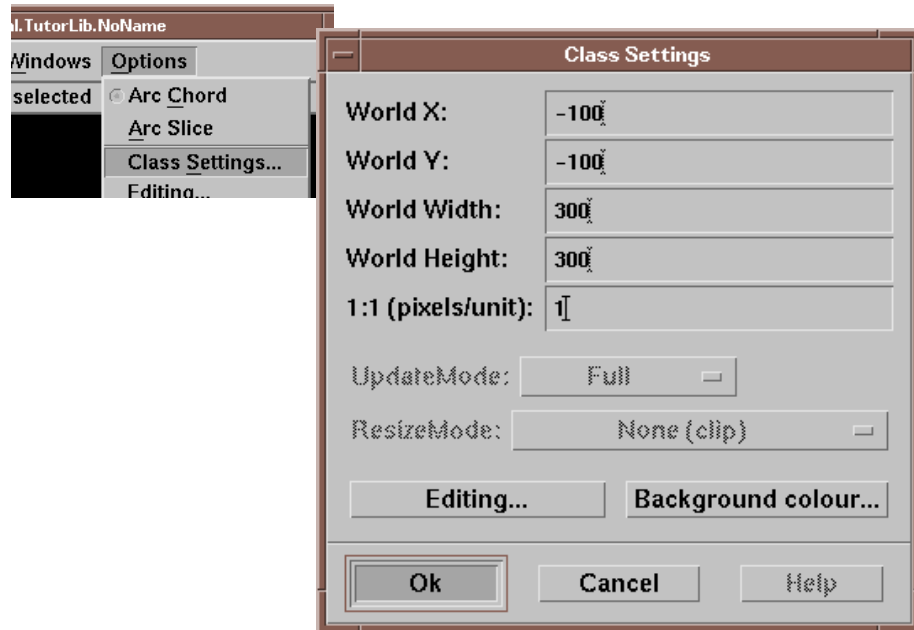 al.TutorLib.NoName
Windows Options
selected Arc Chord
Arc Slice
Class Settings...
Editing...
Class Settings
World X: -100
World Y: -100
World Width: 300
World Height: 300
1:1 (pixels/unit): 1
UpdateMode: Full
ResizeMode: None (clip)
Editing... Background colour...
Ok Cancel Help